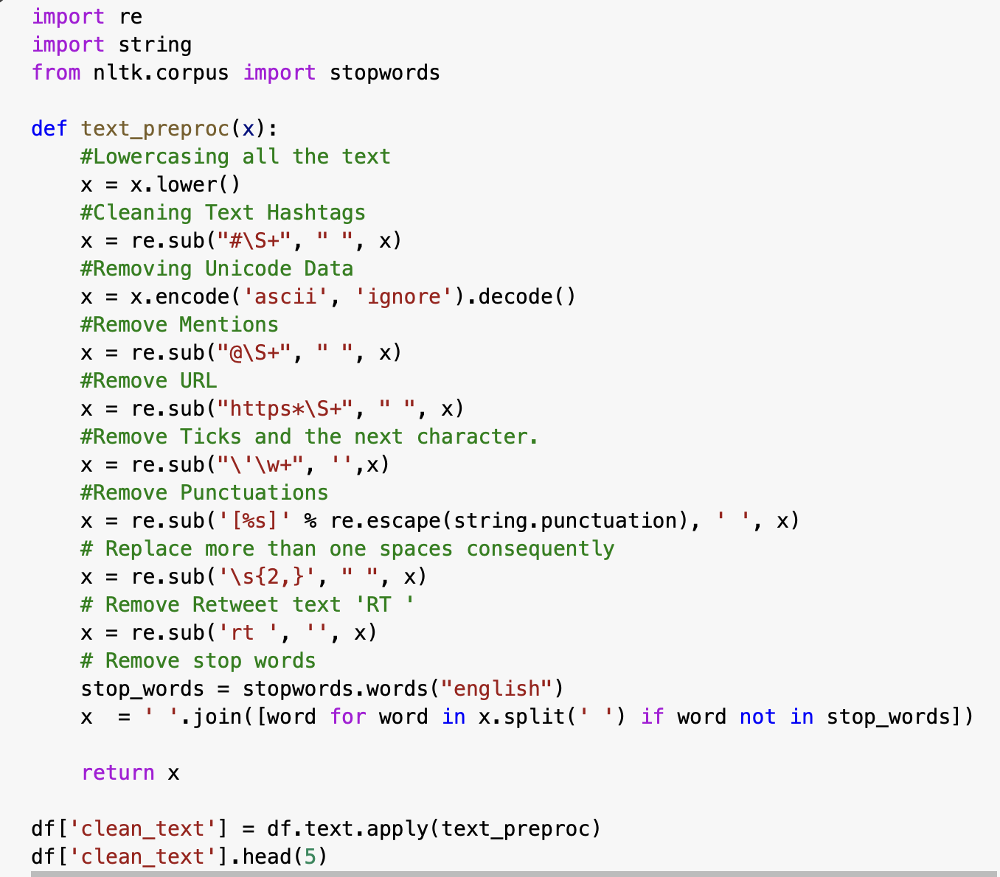 import re
import string
from nltk.corpus import stopwords

def text_preproc(x):
    #Lowercasing all the text
    x = x.lower()
    #Cleaning Text Hashtags
    x = re.sub("#\S+", " ", x)
    #Removing Unicode Data
    x = x.encode('ascii', 'ignore').decode()
    #Remove Mentions
    x = re.sub("@\S+", " ", x)
    #Remove URL
    x = re.sub("https*\S+", " ", x)
    #Remove Ticks and the next character.
    x = re.sub("\'\w+", '',x)
    #Remove Punctuations
    x = re.sub('[%s]' % re.escape(string.punctuation), ' ', x)
    # Replace more than one spaces consequently
    x = re.sub('\s{2,}', " ", x)
    # Remove Retweet text 'RT '
    x = re.sub('rt ', '', x)
    # Remove stop words
    stop_words = stopwords.words("english")
    x  = ' '.join([word for word in x.split(' ') if word not in stop_words])

    return x

df['clean_text'] = df.text.apply(text_preproc)
df['clean_text'].head(5)